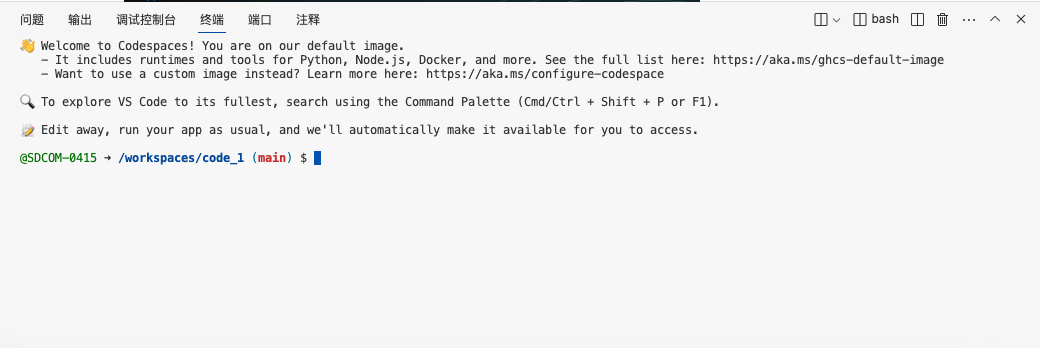 问题 输出 调试控制台 终端 端口 注释 bash
👋 Welcome to Codespaces! You are on our default image.
- It includes runtimes and tools for Python, Node.js, Docker, and more. See the full list here: https://aka.ms/ghcs-default-image
- Want to use a custom image instead? Learn more here: https://aka.ms/configure-codespace
🔍 To explore VS Code to its fullest, search using the Command Palette (Cmd/Ctrl + Shift + P or F1).
📝 Edit away, run your app as usual, and we'll automatically make it available for you to access.
@SDCOM-0415 ➜ /workspaces/code_1 (main) $